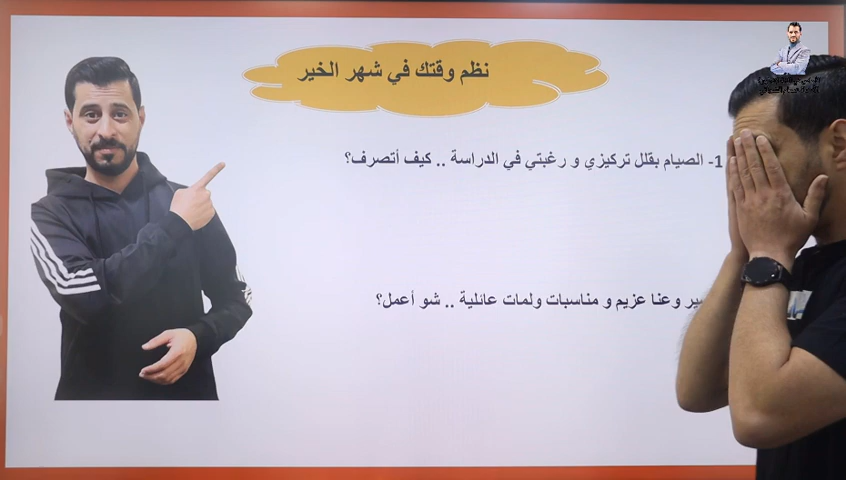 نظم وقتك في شهر الخير
1- الصيام بقلل تركيزي و رغبتي في الدراسة .. كيف أتصرف؟
وعنا عزيم و مناسبات ولمات عائلية .. شو أعمل؟